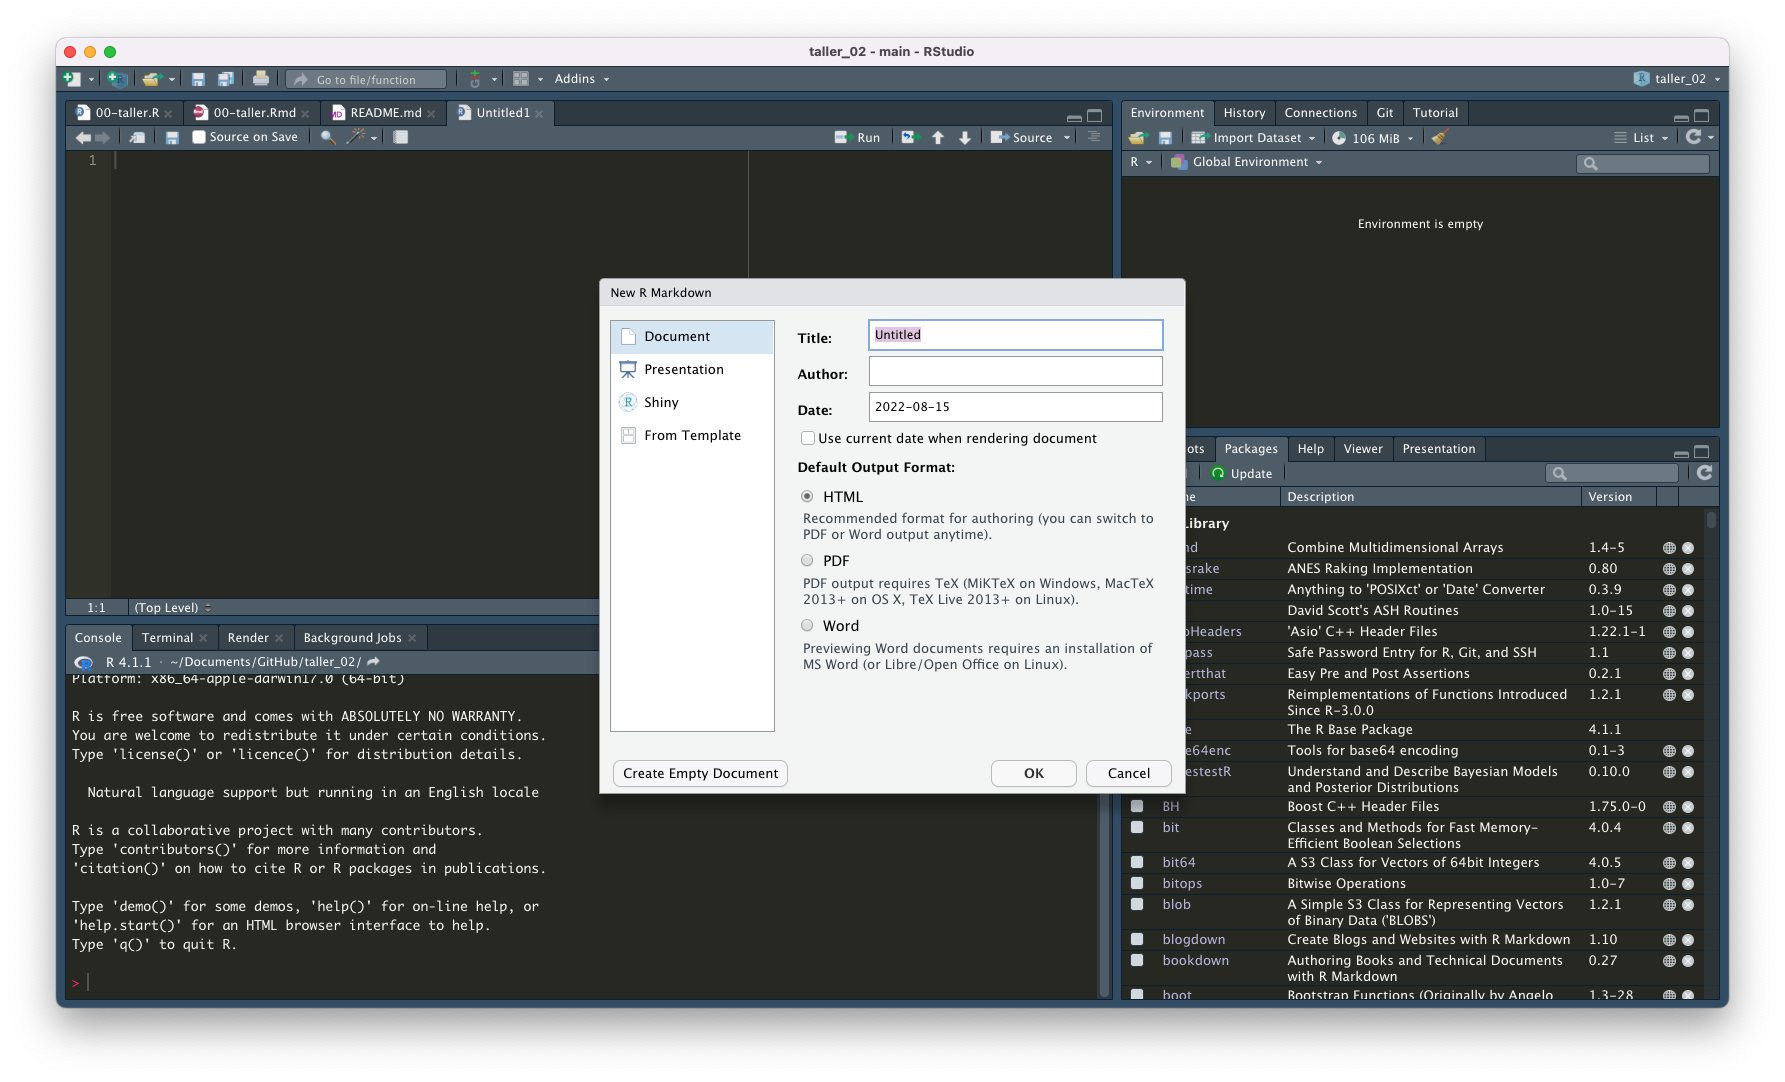 taller_02 - main - RStudio
Go to file/function
Addins
taller_02
00-taller.R
00-taller.Rmd
README.md
Untitled1
Source on Save
Run
Source
1
1:1
(Top Level)
Console
Terminal
Render
Background Jobs
R 4.1.1 · ~/Documents/GitHub/taller_02/
Platform: x86_64-apple-darwin17.0 (64-bit)
R is free software and comes with ABSOLUTELY NO WARRANTY.
You are welcome to redistribute it under certain conditions.
Type 'license()' or 'licence()' for distribution details.
Natural language support but running in an English locale
R is a collaborative project with many contributors.
Type 'contributors()' for more information and
'citation()' on how to cite R or R packages in publications.
Type 'demo()' for some demos, 'help()' for on-line help, or
'help.start()' for an HTML browser interface to help.
Type 'q()' to quit R.
>
New R Markdown
Document
Presentation
Shiny
From Template
Title:
Untitled
Author:
Date:
2022-08-15
Use current date when rendering document
Default Output Format:
HTML
Recommended format for authoring (you can switch to
PDF or Word output anytime).
PDF
PDF output requires TeX (MiKTeX on Windows, MacTeX
2013+ on OS X, TeX Live 2013+ on Linux).
Word
Previewing Word documents requires an installation of
MS Word (or Libre/Open Office on Linux).
Create Empty Document
OK
Cancel
Environment
History
Connections
Git
Tutorial
Import Dataset
106 MiB
List
R
Global Environment
Environment is empty
ots
Packages
Help
Viewer
Presentation
Update
me
Description
Version
Library
nd Combine Multidimensional Arrays 1.4-5
srake ANES Raking Implementation 0.80
time Anything to 'POSIXct' or 'Date' Converter 0.3.9
David Scott's ASH Routines 1.0-15
oHeaders 'Asio' C++ Header Files 1.22.1-1
pass Safe Password Entry for R, Git, and SSH 1.1
ertthat Easy Pre and Post Assertions 0.2.1
kports Reimplementations of Functions Introduced 1.2.1
Since R-3.0.0
e The R Base Package 4.1.1
e64enc Tools for base64 encoding 0.1-3
estestR Understand and Describe Bayesian Models 0.10.0
and Posterior Distributions
BH Boost C++ Header Files 1.75.0-0
bit Classes and Methods for Fast Memory- 4.0.4
Efficient Boolean Selections
bit64 A S3 Class for Vectors of 64bit Integers 4.0.5
bitops Bitwise Operations 1.0-7
blob A Simple S3 Class for Representing Vectors 1.2.1
of Binary Data ('BLOBS')
blogdown Create Blogs and Websites with R Markdown 1.10
bookdown Authoring Books and Technical Documents 0.27
with R Markdown
boot Bootstrap Functions (Originally by Angelo 1.3-28